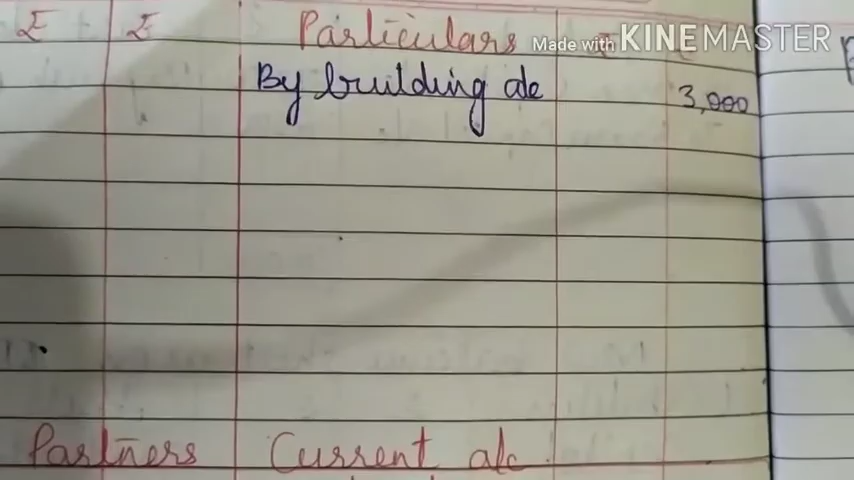 ₹ ₹ Particulars ₹ ₹
Made with KINEMASTER
By building a/c 3,000
Partners Current a/c